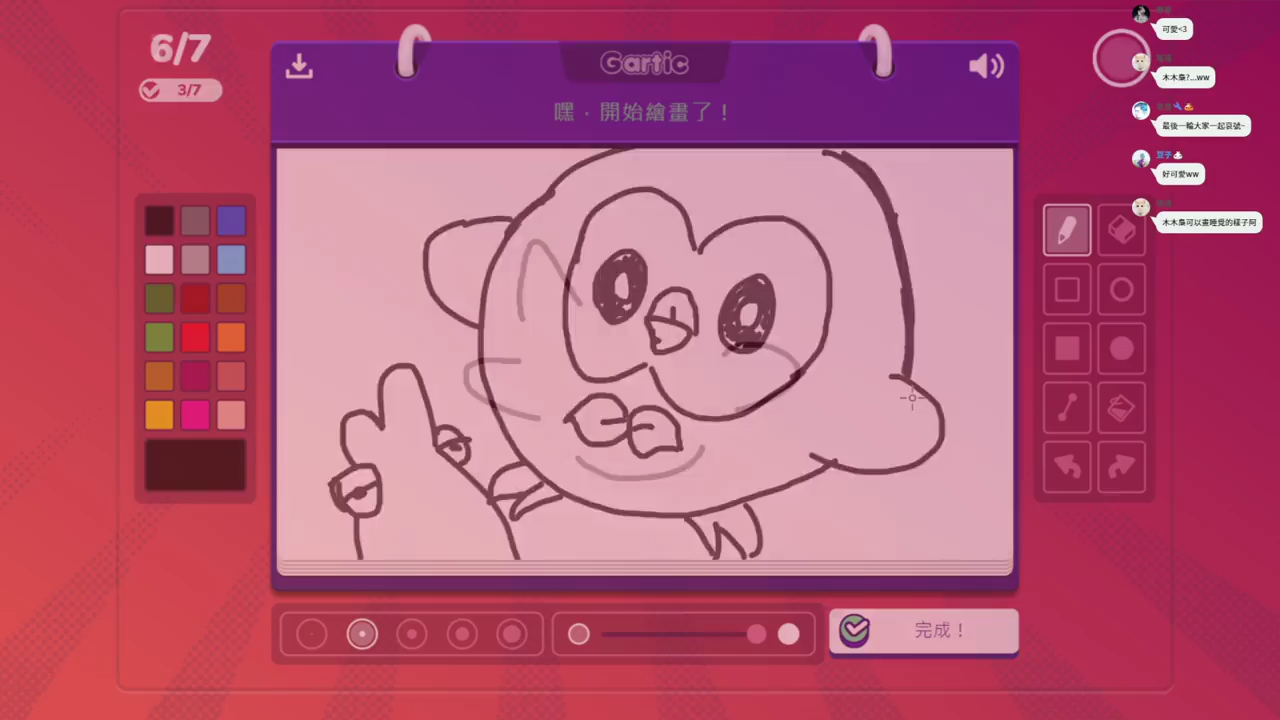 6/7
3/7
Gartic
嘿，開始繪畫了！
可愛<3
木木梟?...ww
最後一輪大家一起哀號~
豆子
好可愛ww
木木梟可以畫睡覺的樣子阿
完成！